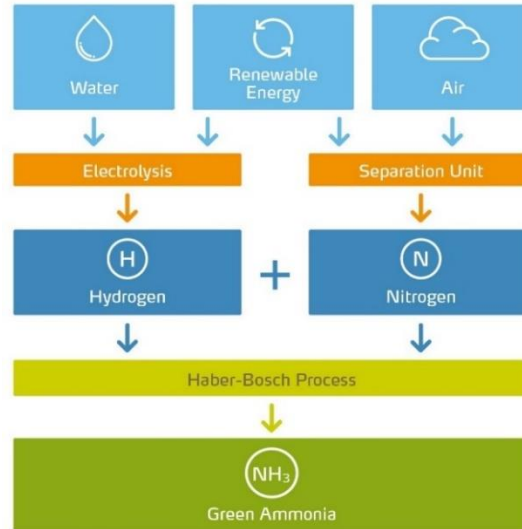 Water
Renewable
Energy
Air
Electrolysis
Separation Unit
H
Hydrogen
+
N
Nitrogen
Haber-Bosch Process
NH₃
Green Ammonia